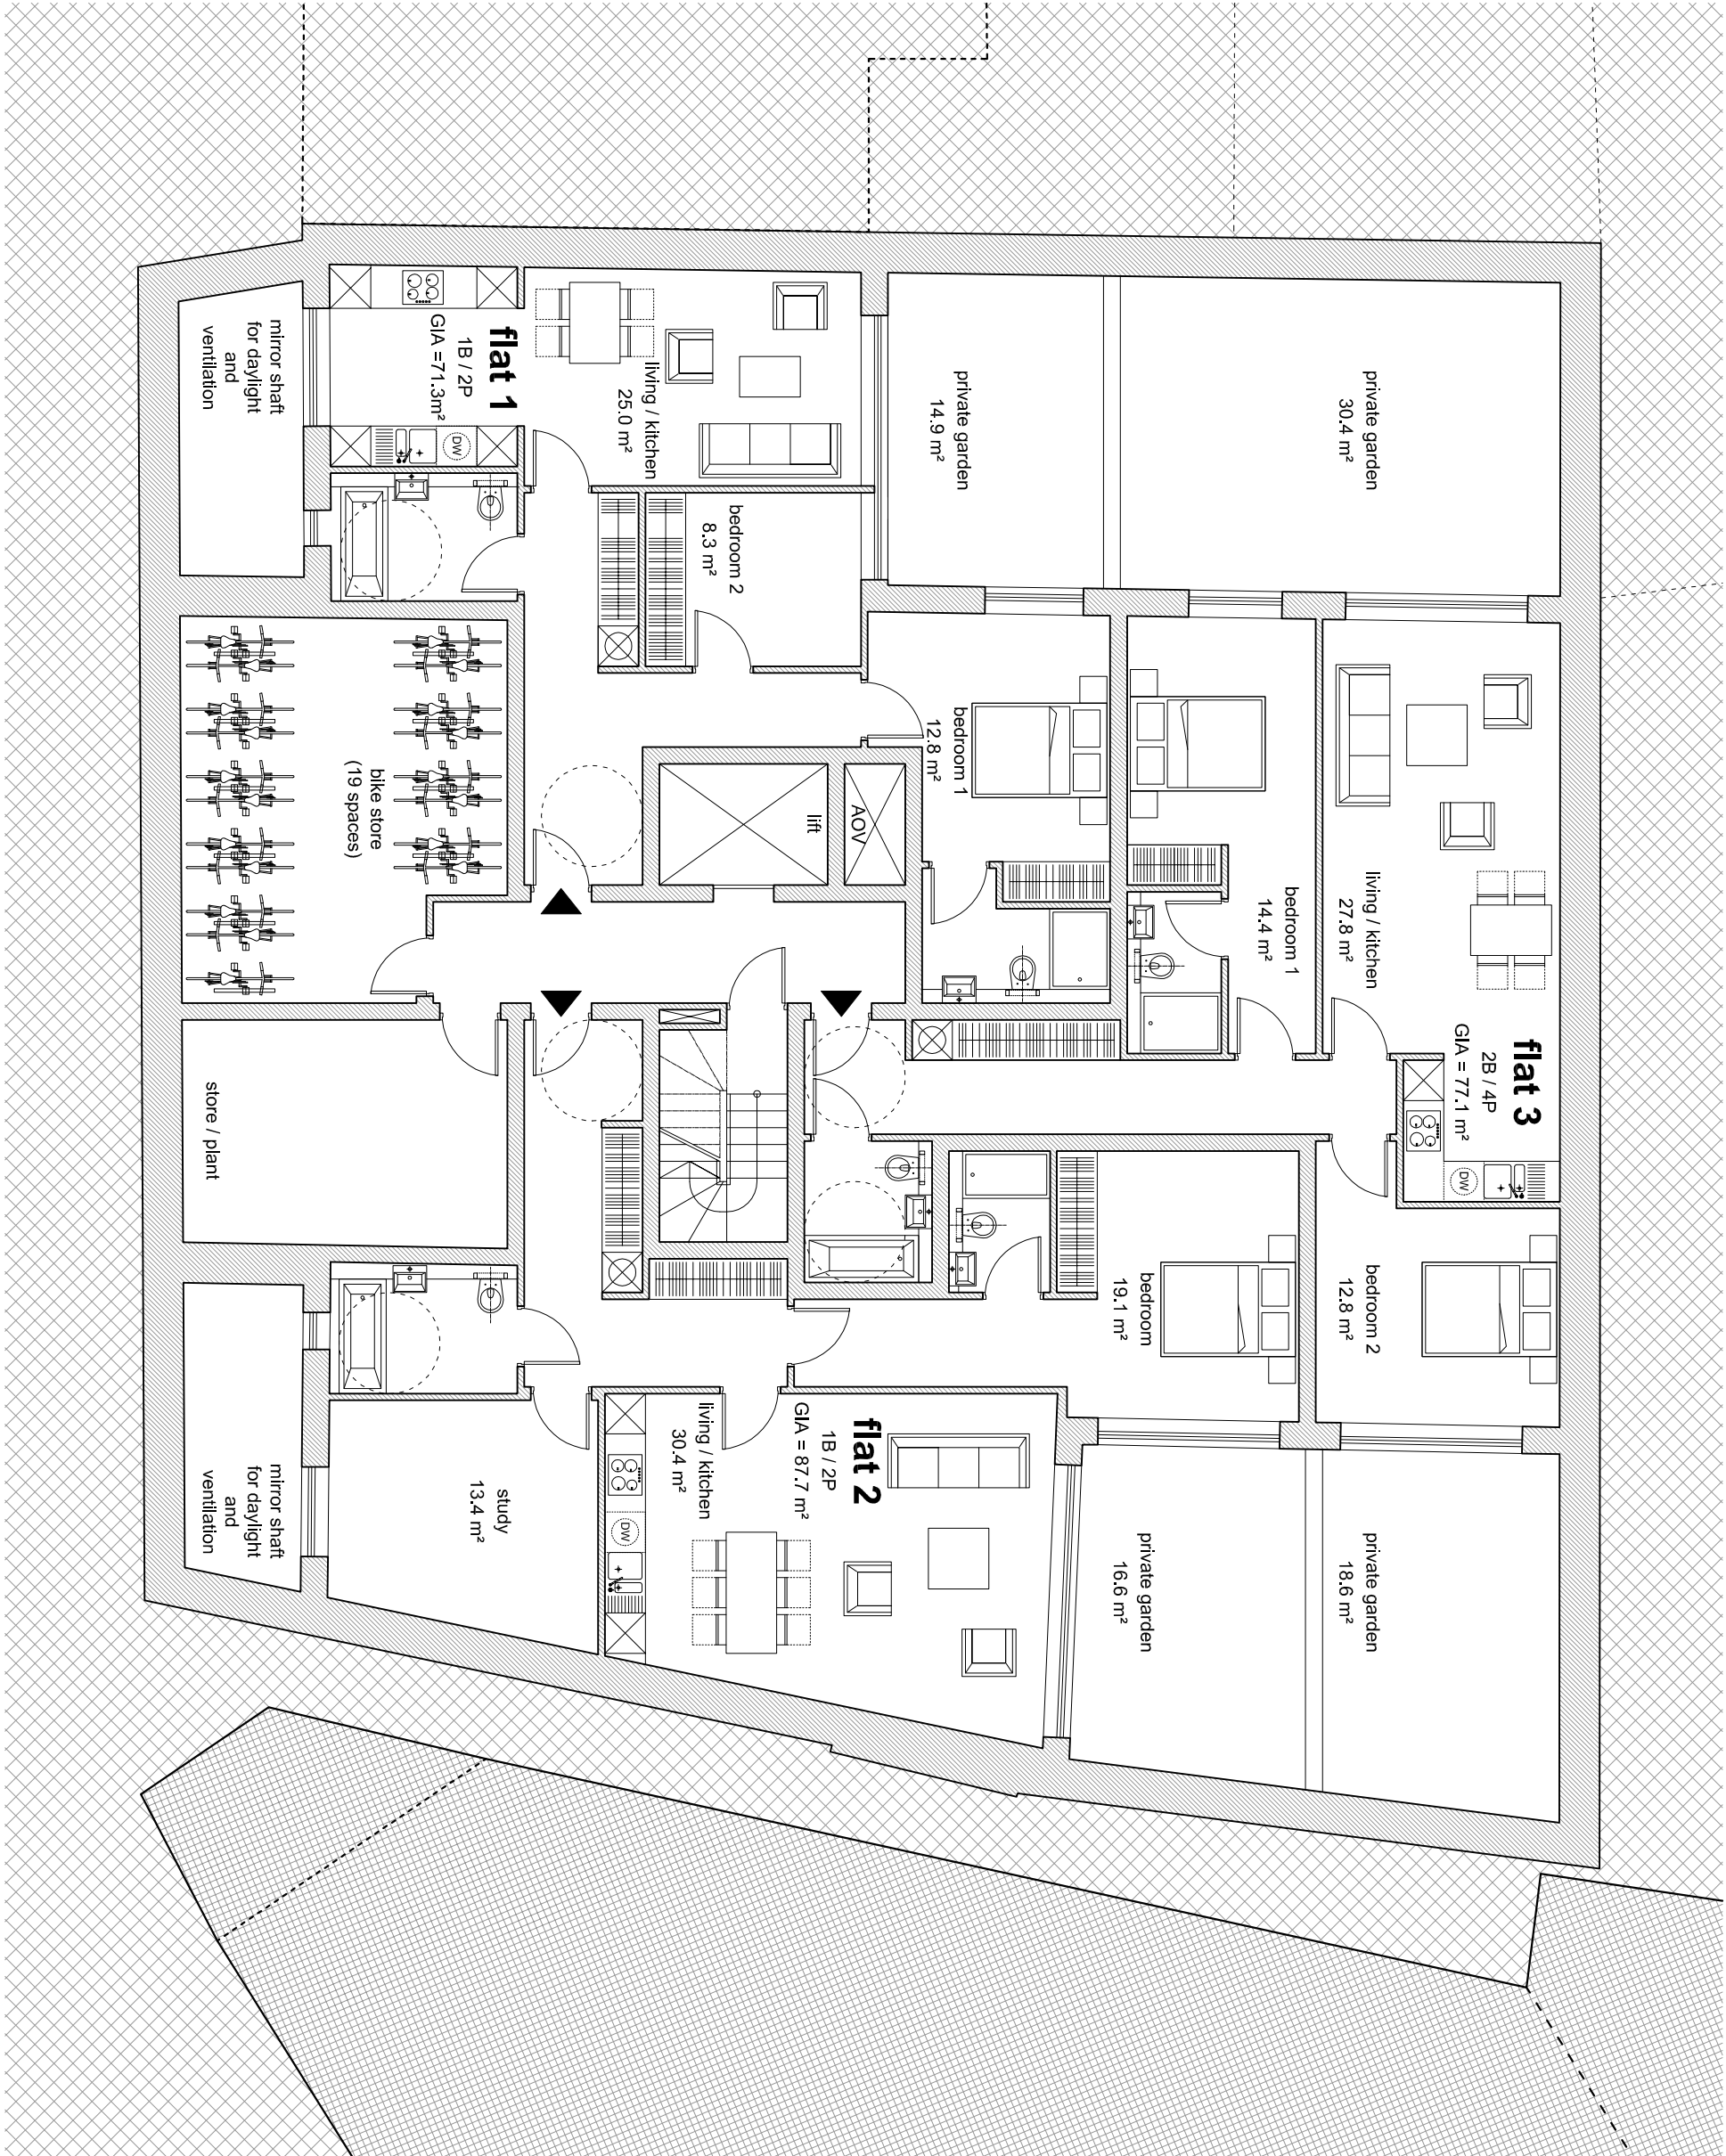 private garden
30.4 m²
private garden
14.9 m²
living / kitchen
25.0 m²
flat 1
1B / 2P
GIA =71.3m²
DW
mirror shaft
for daylight
and
ventilation
bedroom 2
8.3 m²
bedroom 1
12.8 m²
bedroom 1
14.4 m²
living / kitchen
27.8 m²
flat 3
2B / 4P
GIA = 77.1 m²
DW
AOV
lift
bike store
(19 spaces)
store / plant
bedroom 2
12.8 m²
bedroom
19.1 m²
flat 2
1B / 2P
GIA = 87.7 m²
living / kitchen
30.4 m²
DW
study
13.4 m²
mirror shaft
for daylight
and
ventilation
private garden
18.6 m²
private garden
16.6 m²